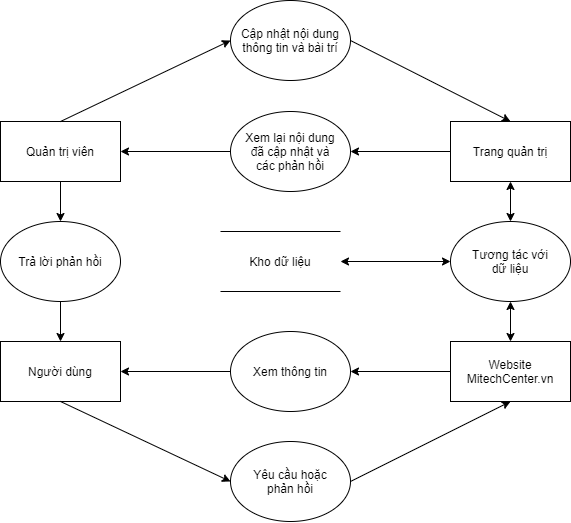 Cập nhật nội dung
thông tin và bài trí
Quản trị viên
Xem lại nội dung
đã cập nhật và
các phản hồi
Trang quản trị
Trả lời phản hồi
Kho dữ liệu
Tương tác với
dữ liệu
Người dùng
Xem thông tin
Website
MitechCenter.vn
Yêu cầu hoặc
phản hồi